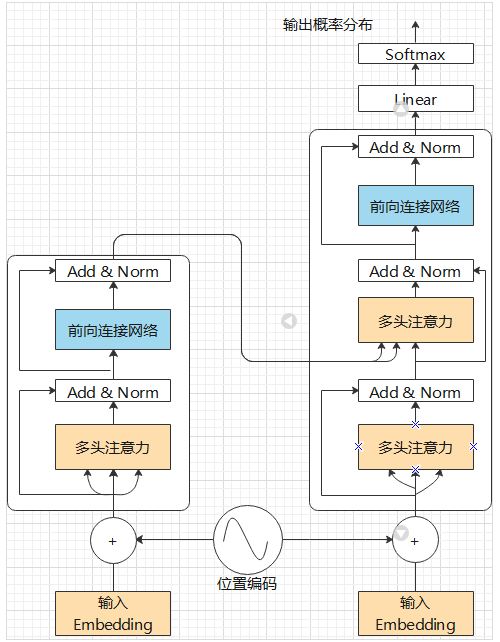 输出概率分布
Softmax
Linear
Add & Norm
前向连接网络
Add & Norm
多头注意力
Add & Norm
多头注意力
+
输入
Embedding
Add & Norm
前向连接网络
Add & Norm
多头注意力
+
输入
Embedding
位置编码